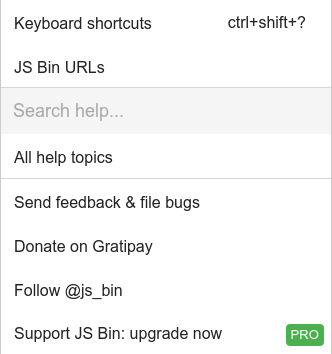 Keyboard shortcuts ctrl+shift+?
JS Bin URLs
Search help...
All help topics
Send feedback & file bugs
Donate on Gratipay
Follow @js_bin
Support JS Bin: upgrade now PRO